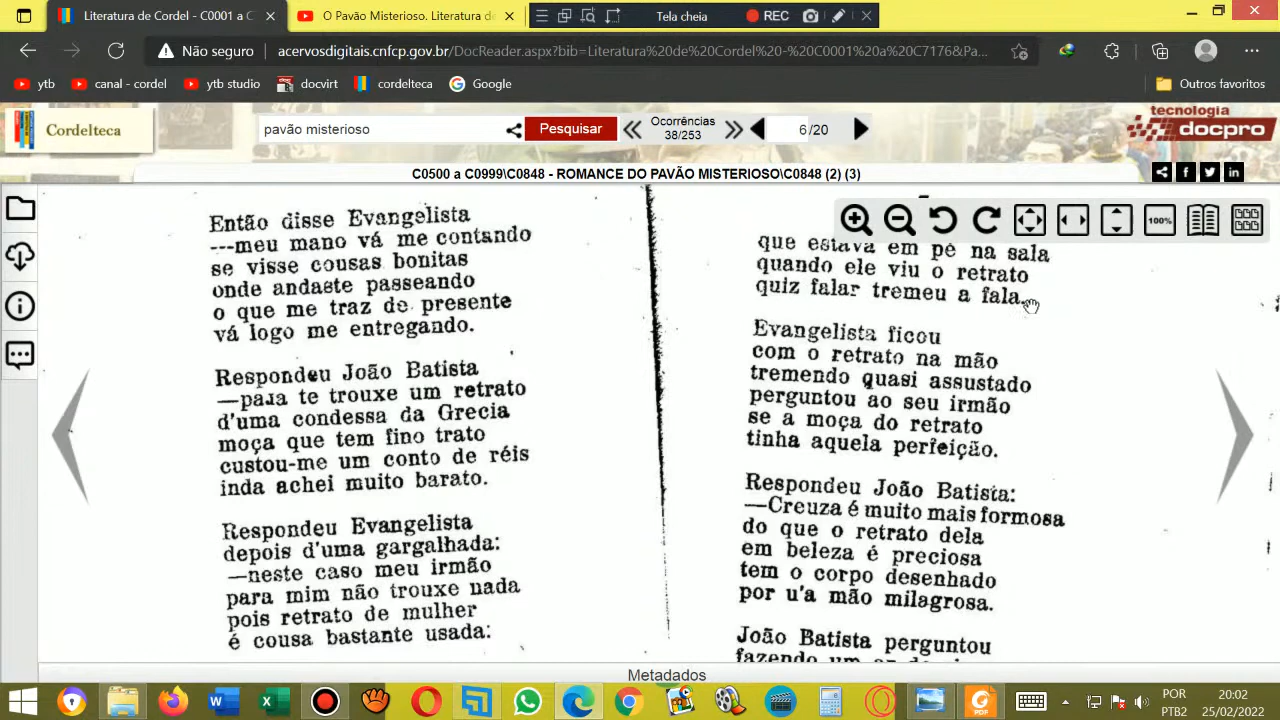 Literatura de Cordel - C0001 a C
O Pavão Misterioso. Literatura de
Tela cheia
REC
Não seguro
acervosdigitais.cnfcp.gov.br/DocReader.aspx?bib=Literatura%20de%20Cordel%20-%20C0001%20a%20C7176&Pa...
ytb
canal - cordel
ytb studio
docvirt
cordelteca
Google
Outros favoritos
Cordelteca
pavão misterioso
Pesquisar
Ocorrências
38/253
6/20
tecnologia
docpro
C0500 a C0999\C0848 - ROMANCE DO PAVÃO MISTERIOSO\C0848 (2) (3)
100%
Então disse Evangelista
---meu mano vá me contando
se visse cousas bonitas
onde andaste passeando
o que me traz de presente
vá logo me entregando.
Respondeu João Batista
—para te trouxe um retrato
d'uma condessa da Grecia
moça que tem fino trato
custou-me um conto de réis
inda achei muito barato.
Respondeu Evangelista
depois d'uma gargalhada:
—neste caso meu irmão
para mim não trouxe nada
pois retrato de mulher
é cousa bastante usada:
que estava em pé na sala
quando ele viu o retrato
quiz falar tremeu a fala.
Evangelista ficou
com o retrato na mão
tremendo quasi assustado
perguntou ao seu irmão
se a moça do retrato
tinha aquela perfeição.
Respondeu João Batista:
—Creuza é muito mais formosa
do que o retrato dela
em beleza é preciosa
tem o corpo desenhado
por u'a mão milagrosa.
João Batista perguntou
fazendo um
Metadados
POR
PTB2
20:02
25/02/2022